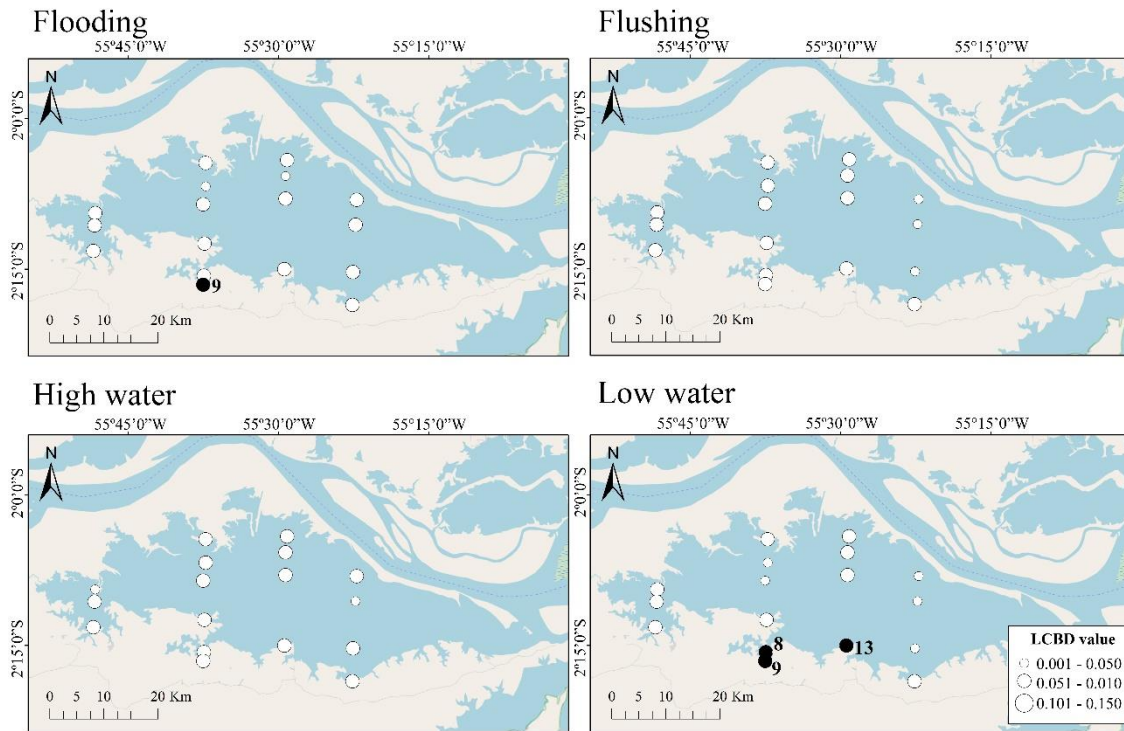 Flooding
55°45'0''W 55°30'0''W 55°15'0''W
N
2°0'0''S
2°15'0''S
9
0 5 10 20 Km
Flushing
55°45'0''W 55°30'0''W 55°15'0''W
N
2°0'0''S
2°15'0''S
0 5 10 20 Km
High water
55°45'0''W 55°30'0''W 55°15'0''W
N
2°0'0''S
2°15'0''S
0 5 10 20 Km
Low water
55°45'0''W 55°30'0''W 55°15'0''W
N
2°0'0''S
2°15'0''S
8
13
9
0 5 10 20 Km
LCBD value
0.001 - 0.050
0.051 - 0.010
0.101 - 0.150